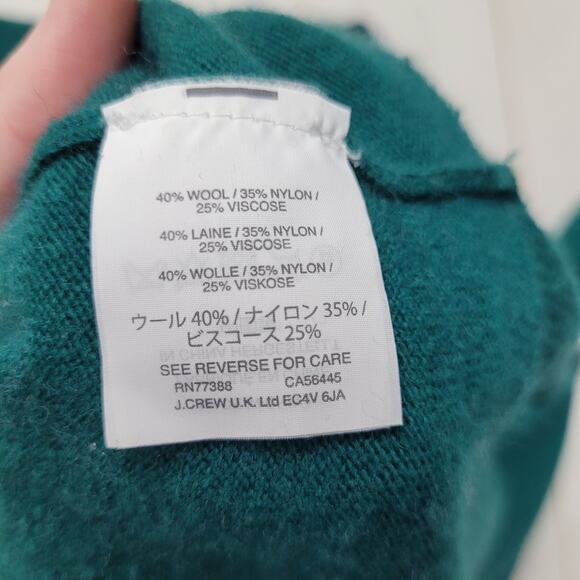 40% WOOL / 35% NYLON /
25% VISCOSE
40% LAINE / 35% NYLON /
25% VISCOSE
40% WOLLE / 35% NYLON /
25% VISKOSE
ウール 40% / ナイロン 35% /
ビスコース 25%
SEE REVERSE FOR CARE
RN77388 CA56445
J.CREW U.K. Ltd EC4V 6JA